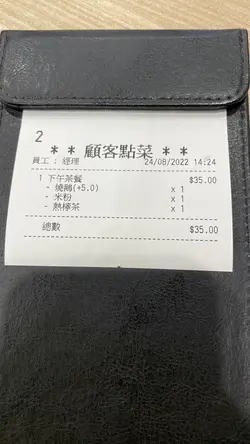 2
** 顧客點菜 **
員工 : 經理 24/08/2022 14:24
1 下午茶餐 $35.00
- 燒鵝(+5.0) x 1
- 米粉 x 1
- 熱檸茶 x 1
總數 $35.00